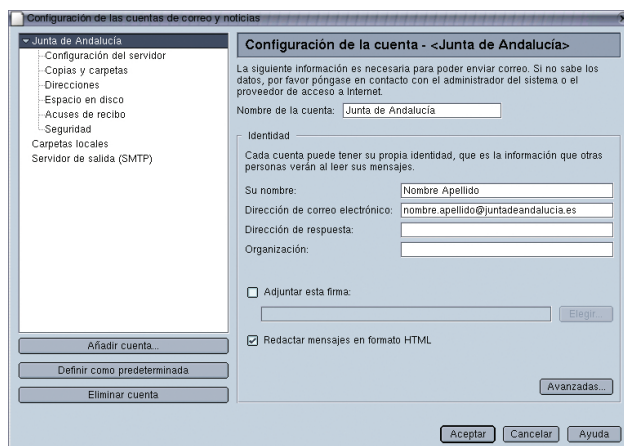 Configuración de las cuentas de correo y noticias
Junta de Andalucía
Configuración del servidor
Copias y carpetas
Direcciones
Espacio en disco
Acuses de recibo
Seguridad
Carpetas locales
Servidor de salida (SMTP)
Añadir cuenta...
Definir como predeterminada
Eliminar cuenta
Configuración de la cuenta - <Junta de Andalucía>
La siguiente información es necesaria para poder enviar correo. Si no sabe los
datos, por favor póngase en contacto con el administrador del sistema o el
proveedor de acceso a Internet.
Nombre de la cuenta: Junta de Andalucía
Identidad
Cada cuenta puede tener su propia identidad, que es la información que otras
personas verán al leer sus mensajes.
Su nombre: Nombre Apellido
Dirección de correo electrónico: nombre.apellido@juntadeandalucia.es
Dirección de respuesta:
Organización:
Adjuntar esta firma:
Elegir...
Redactar mensajes en formato HTML
Avanzadas...
Aceptar Cancelar Ayuda